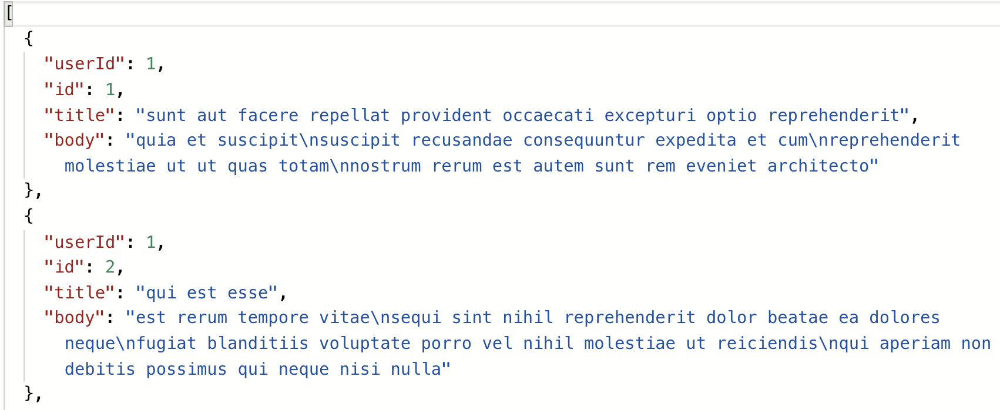 [
{
"userId": 1,
"id": 1,
"title": "sunt aut facere repellat provident occaecati excepturi optio reprehenderit",
"body": "quia et suscipit\nsuscipit recusandae consequuntur expedita et cum\nreprehenderit
molestiae ut ut quas totam\nnostrum rerum est autem sunt rem eveniet architecto"
},
{
"userId": 1,
"id": 2,
"title": "qui est esse",
"body": "est rerum tempore vitae\nsequi sint nihil reprehenderit dolor beatae ea dolores
neque\nfugiat blanditiis voluptate porro vel nihil molestiae ut reiciendis\nqui aperiam non
debitis possimus qui neque nisi nulla"
},